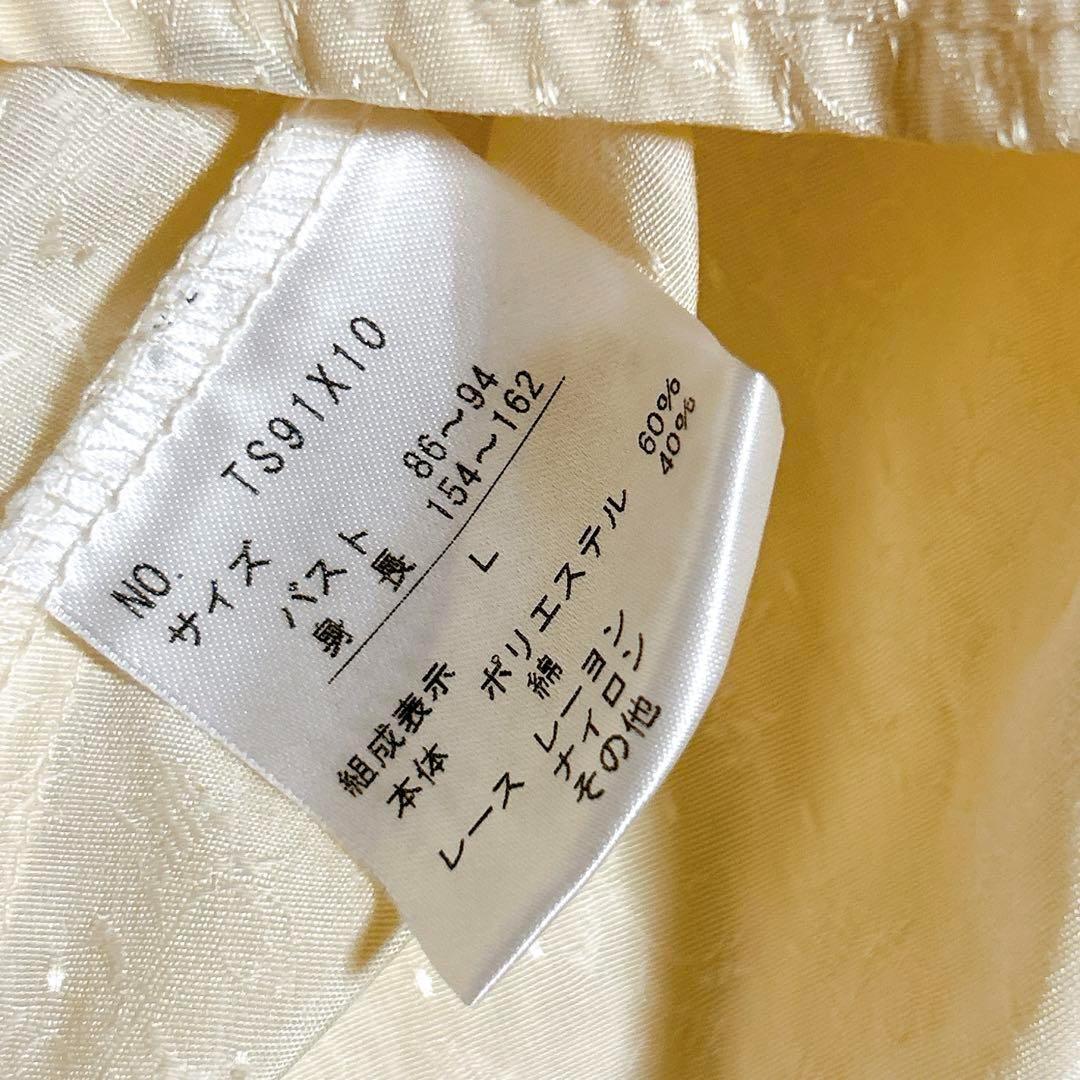 NO. TS91X10
サイズ
バスト 86～94
身長 154～162
L
組成表示
本体 ポリエステル 60%
綿 40%
レース レーヨン
ナイロン
その他